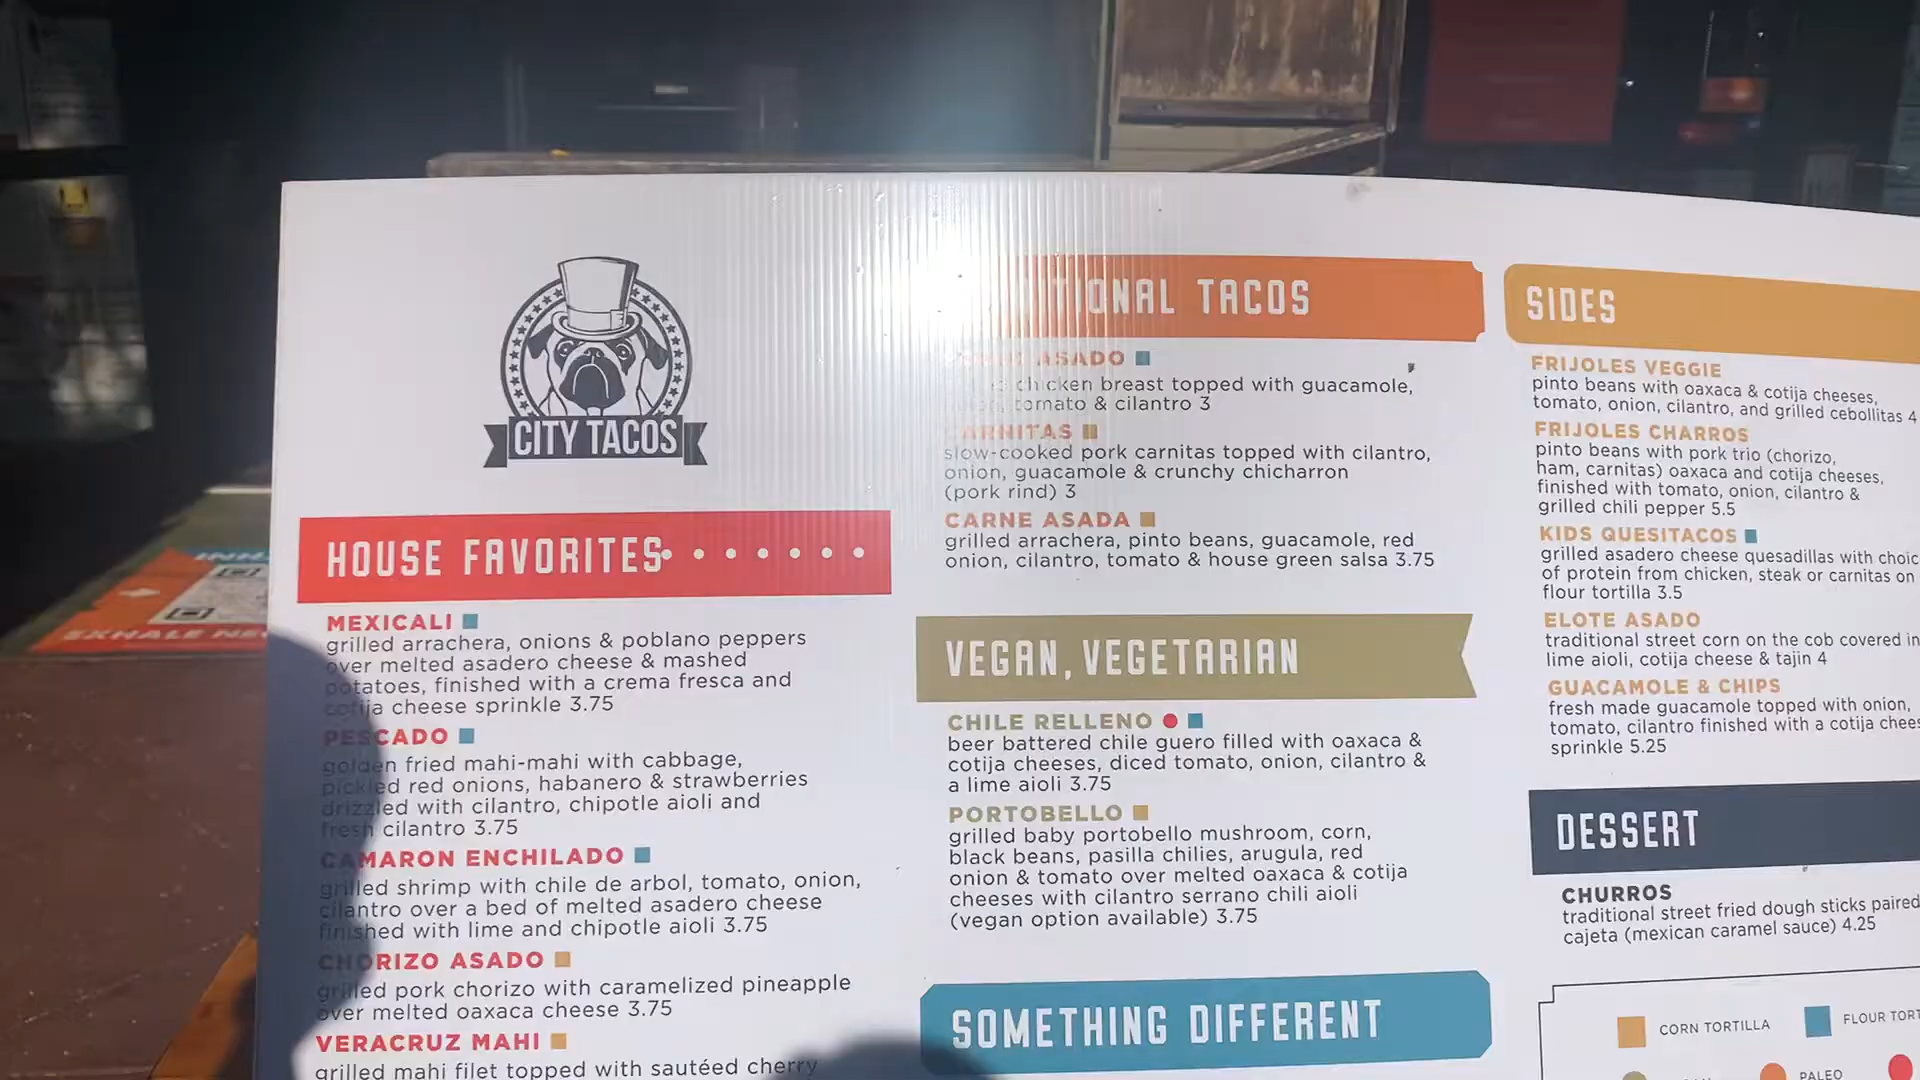 CITY TACOS
HOUSE FAVORITES
MEXICALI
grilled arrachera, onions & poblano peppers
over melted asadero cheese & mashed
potatoes, finished with a crema fresca and
cotija cheese sprinkle 3.75
PESCADO
golden fried mahi-mahi with cabbage,
pickled red onions, habanero & strawberries
drizzled with cilantro, chipotle aioli and
fresh cilantro 3.75
CAMARON ENCHILADO
grilled shrimp with chile de arbol, tomato, onion,
cilantro over a bed of melted asadero cheese
finished with lime and chipotle aioli 3.75
CHORIZO ASADO
grilled pork chorizo with caramelized pineapple
over melted oaxaca cheese 3.75
VERACRUZ MAHI
grilled mahi filet topped with sautéed cherry
TACOS
ASADO
chicken breast topped with guacamole,
tomato & cilantro 3
CARNITAS
slow-cooked pork carnitas topped with cilantro,
onion, guacamole & crunchy chicharron
(pork rind) 3
CARNE ASADA
grilled arrachera, pinto beans, guacamole, red
onion, cilantro, tomato & house green salsa 3.75
VEGAN, VEGETARIAN
CHILE RELLENO
beer battered chile guero filled with oaxaca &
cotija cheeses, diced tomato, onion, cilantro &
a lime aioli 3.75
PORTOBELLO
grilled baby portobello mushroom, corn,
black beans, pasilla chilies, arugula, red
onion & tomato over melted oaxaca & cotija
cheeses with cilantro serrano chili aioli
(vegan option available) 3.75
SOMETHING DIFFERENT
SIDES
FRIJOLES VEGGIE
pinto beans with oaxaca & cotija cheeses,
tomato, onion, cilantro, and grilled cebollitas 4
FRIJOLES CHARROS
pinto beans with pork trio (chorizo,
ham, carnitas) oaxaca and cotija cheeses,
finished with tomato, onion, cilantro &
grilled chili pepper 5.5
KIDS QUESITACOS
grilled asadero cheese quesadillas with choic
of protein from chicken, steak or carnitas on
flour tortilla 3.5
ELOTE ASADO
traditional street corn on the cob covered in
lime aioli, cotija cheese & tajin 4
GUACAMOLE & CHIPS
fresh made guacamole topped with onion,
tomato, cilantro finished with a cotija chees
sprinkle 5.25
DESSERT
CHURROS
traditional street fried dough sticks paired
cajeta (mexican caramel sauce) 4.25
CORN TORTILLA
FLOUR TORT
PALEO